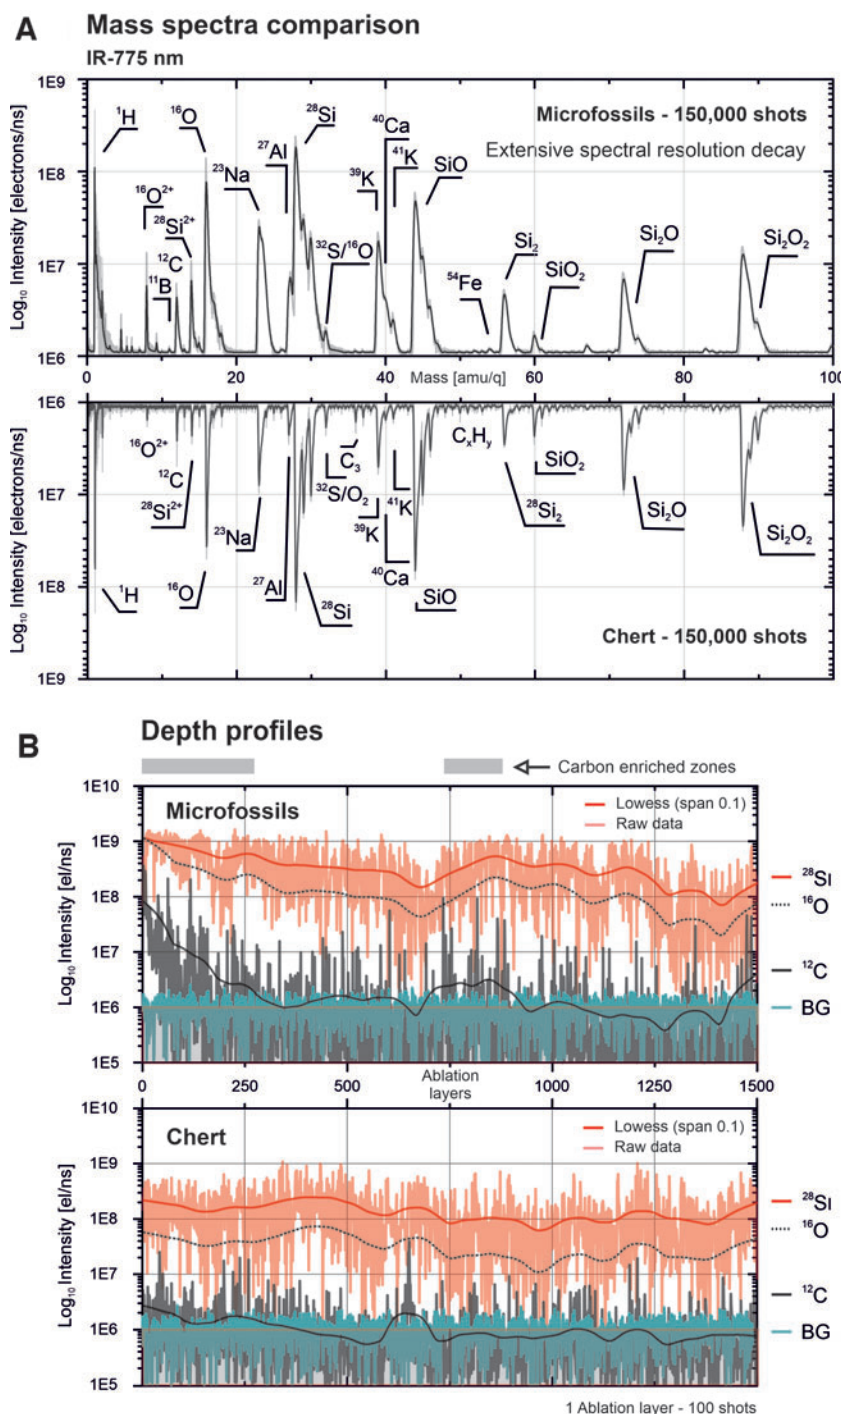 A Mass spectra comparison
IR-775 nm
Log₁₀ Intensity [electrons/ns]
1E9
1E8
1E7
1E6
Microfossils - 150,000 shots
Extensive spectral resolution decay
¹H
¹⁶O²⁺
²⁸Si²⁺
¹²C
¹¹B
¹⁶O
²³Na
²⁷Al
²⁸Si
³²S/¹⁶O
³⁹K
⁴⁰Ca
⁴¹K
SiO
⁵⁴Fe
Si₂
SiO₂
Si₂O
Si₂O₂
0 20 40 Mass [amu/q] 60 80 100
Log₁₀ Intensity [electrons/ns]
1E6
1E7
1E8
1E9
¹H
¹⁶O²⁺
¹²C
²⁸Si²⁺
¹⁶O
²³Na
²⁷Al
²⁸Si
³²S/O₂
C₃
³⁹K
⁴⁰Ca
⁴¹K
SiO
CₓHᵧ
²⁸Si₂
SiO₂
Si₂O
Si₂O₂
Chert - 150,000 shots
B Depth profiles
Carbon enriched zones
Log₁₀ Intensity [el/ns]
1E10
1E9
1E8
1E7
1E6
1E5
Microfossils
Lowess (span 0.1)
Raw data
²⁸Si
¹⁶O
¹²C
BG
0 250 500 Ablation layers 1000 1250 1500
Log₁₀ Intensity [el/ns]
1E10
1E9
1E8
1E7
1E6
1E5
Chert
Lowess (span 0.1)
Raw data
²⁸Si
¹⁶O
¹²C
BG
1 Ablation layer - 100 shots